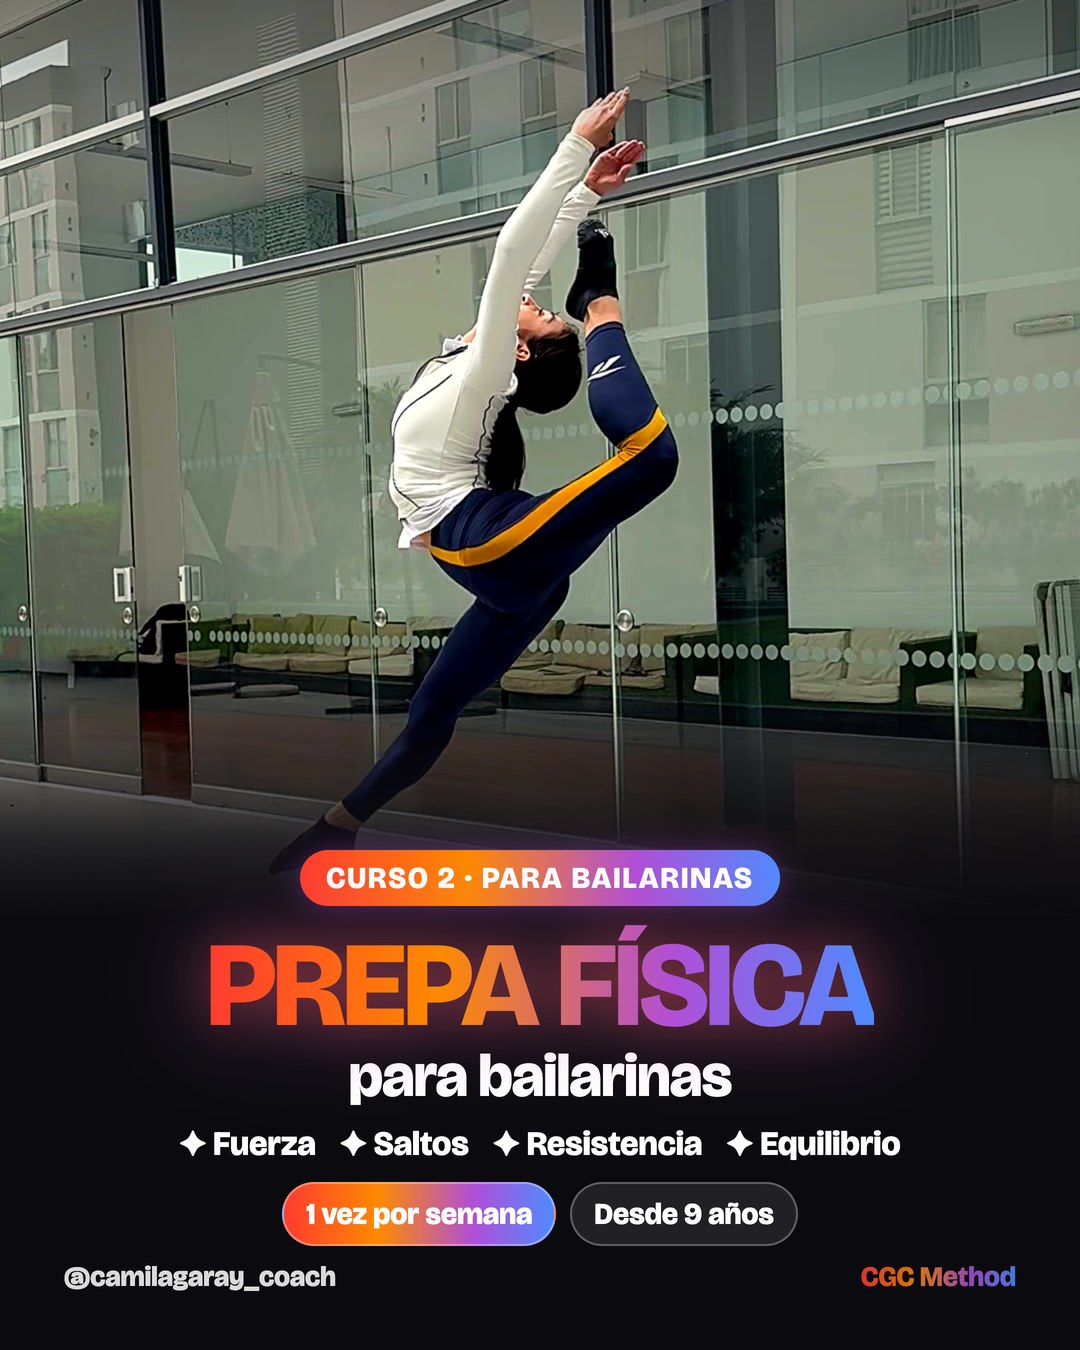 CURSO 2 · PARA BAILARINAS
PREPA FÍSICA
para bailarinas
✦ Fuerza ✦ Saltos ✦ Resistencia ✦ Equilibrio
1 vez por semana Desde 9 años
@camilagaray_coach CGC Method